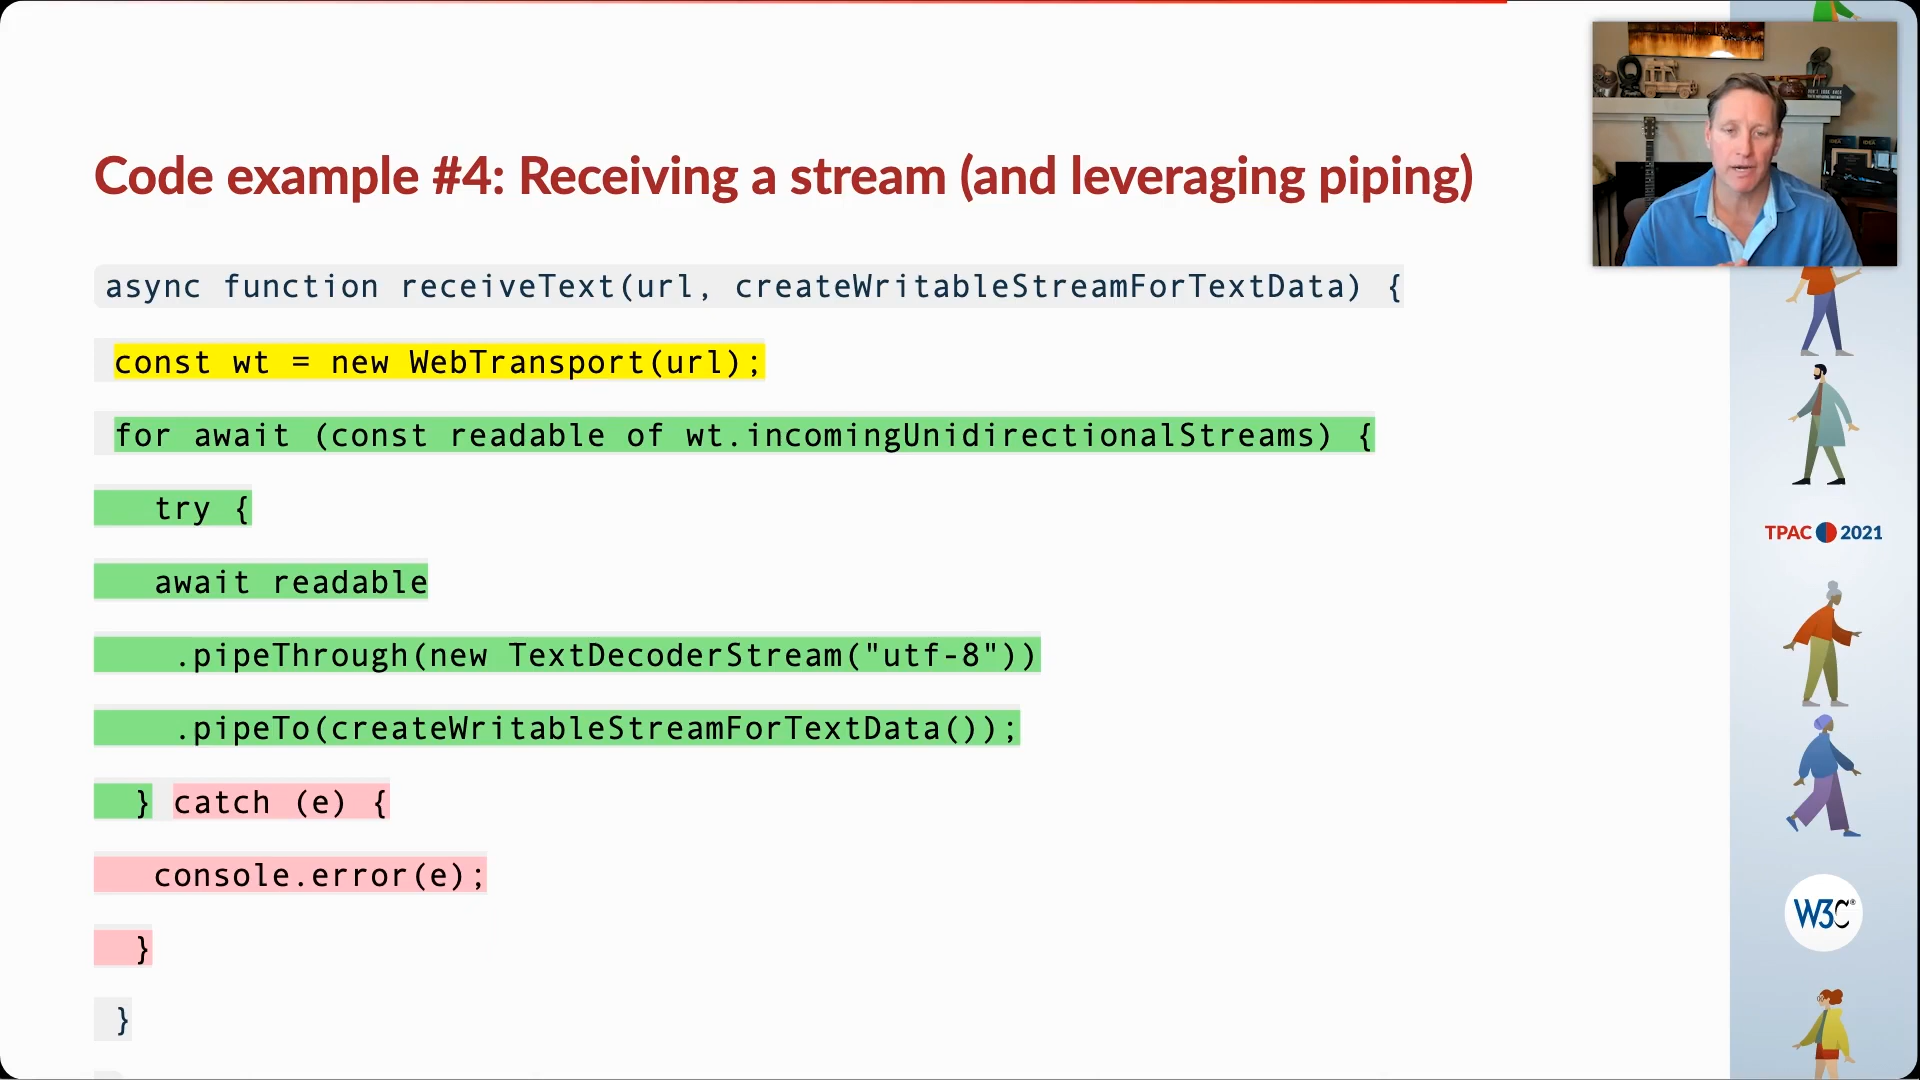 Code example #4: Receiving a stream (and leveraging piping)
async function receiveText(url, createWritableStreamForTextData) {
const wt = new WebTransport(url);
for await (const readable of wt.incomingUnidirectionalStreams) {
try {
await readable
.pipeThrough(new TextDecoderStream("utf-8"))
.pipeTo(createWritableStreamForTextData());
} catch (e) {
console.error(e);
}
}
TPAC 2021
W3C®